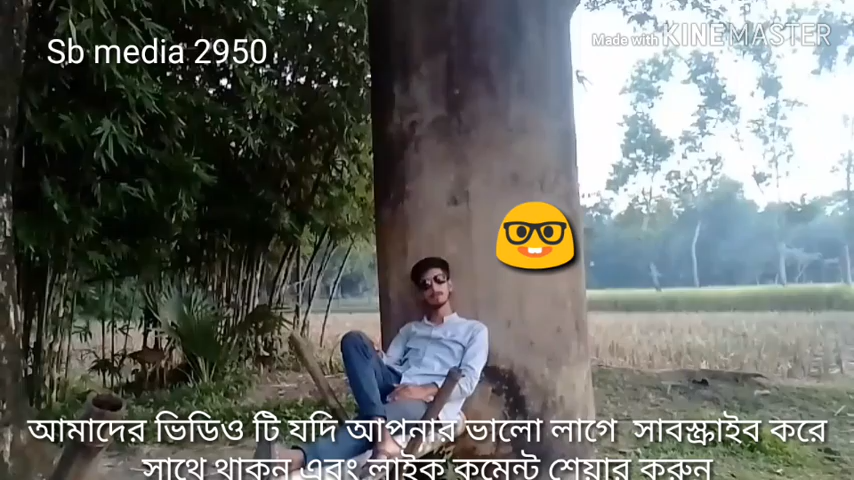 Sb media 2950
Made with KINEMASTER
আমাদের ভিডিও টি যদি আপনার ভালো লাগে সাবস্ক্রাইব করে
সাথে থাকুন এবং লাইক কমেন্ট শেয়ার করুন